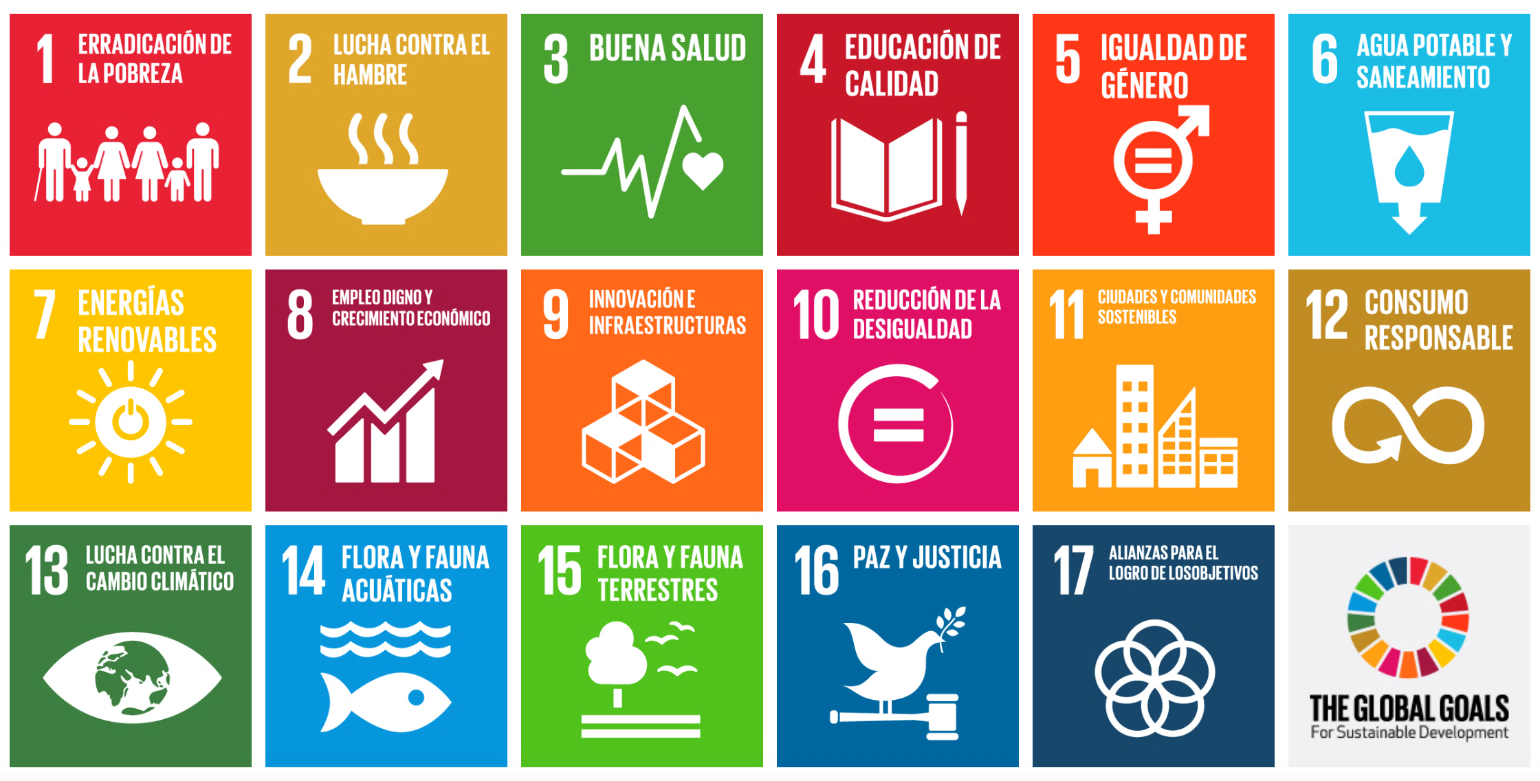 1 ERRADICACIÓN DE
LA POBREZA
2 LUCHA CONTRA EL
HAMBRE
3 BUENA SALUD
4 EDUCACIÓN DE
CALIDAD
5 IGUALDAD DE
GÉNERO
6 AGUA POTABLE Y
SANEAMIENTO
7 ENERGÍAS
RENOVABLES
8 EMPLEO DIGNO Y
CRECIMIENTO ECONÓMICO
9 INNOVACIÓN E
INFRAESTRUCTURAS
10 REDUCCIÓN DE LA
DESIGUALDAD
11 CIUDADES Y COMUNIDADES
SOSTENIBLES
12 CONSUMO
RESPONSABLE
13 LUCHA CONTRA EL
CAMBIO CLIMÁTICO
14 FLORA Y FAUNA
ACUÁTICAS
15 FLORA Y FAUNA
TERRESTRES
16 PAZ Y JUSTICIA
17 ALIANZAS PARA EL
LOGRO DE LOSOBJETIVOS
THE GLOBAL GOALS
For Sustainable Development